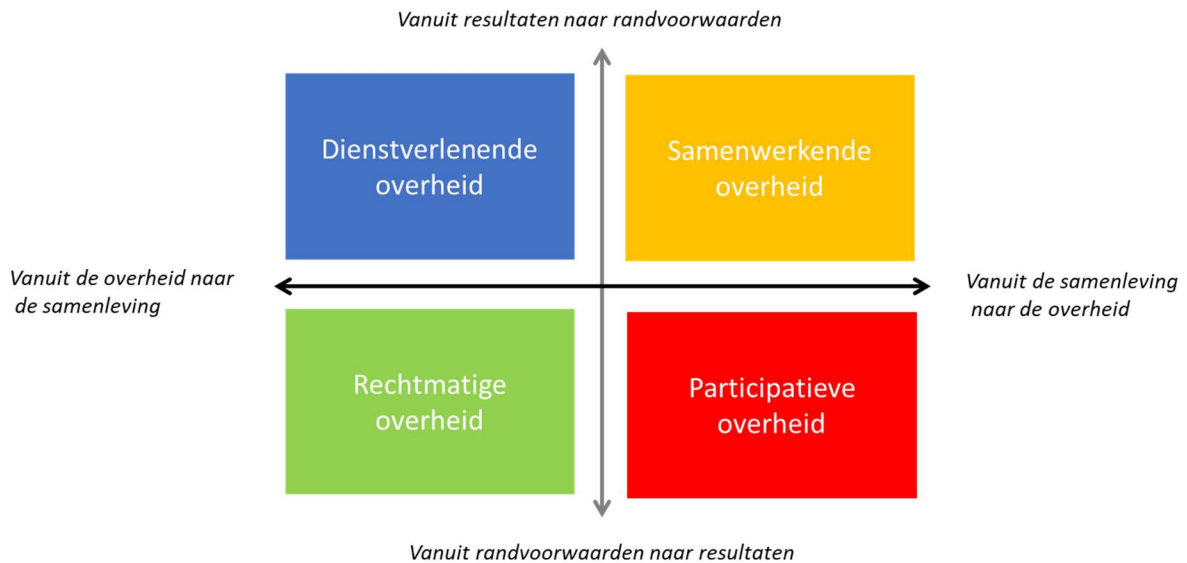 Vanuit resultaten naar randvoorwaarden
Dienstverlenende
overheid
Samenwerkende
overheid
Vanuit de overheid naar
de samenleving
Vanuit de samenleving
naar de overheid
Rechtmatige
overheid
Participatieve
overheid
Vanuit randvoorwaarden naar resultaten